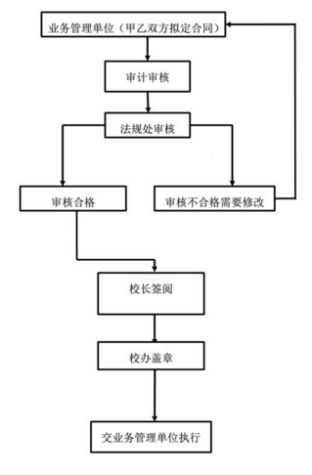 业务管理单位（甲乙双方拟定合同）
审计审核
法规处审核
审核合格
审核不合格需要修改
校长签阅
校办盖章
交业务管理单位执行